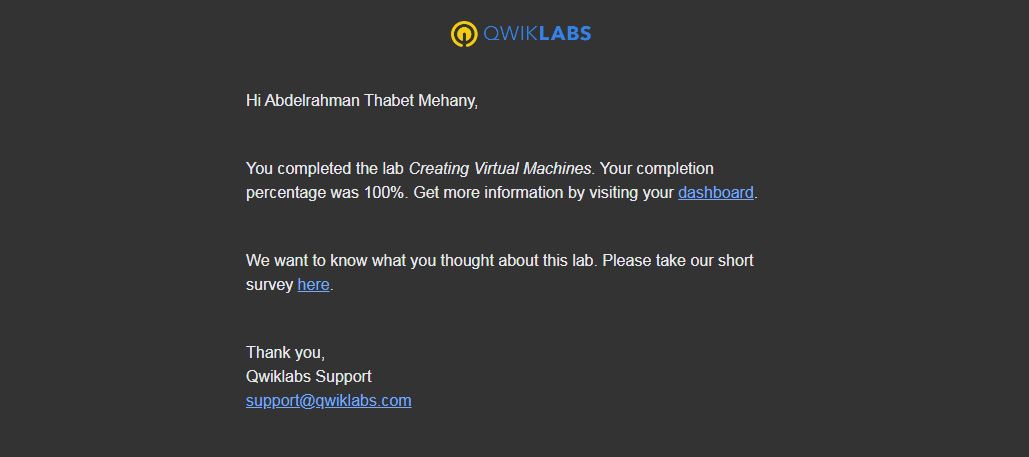 QWIKLABS
Hi Abdelrahman Thabet Mehany,
You completed the lab Creating Virtual Machines. Your completion
percentage was 100%. Get more information by visiting your dashboard.
We want to know what you thought about this lab. Please take our short
survey here.
Thank you,
Qwiklabs Support
support@qwiklabs.com